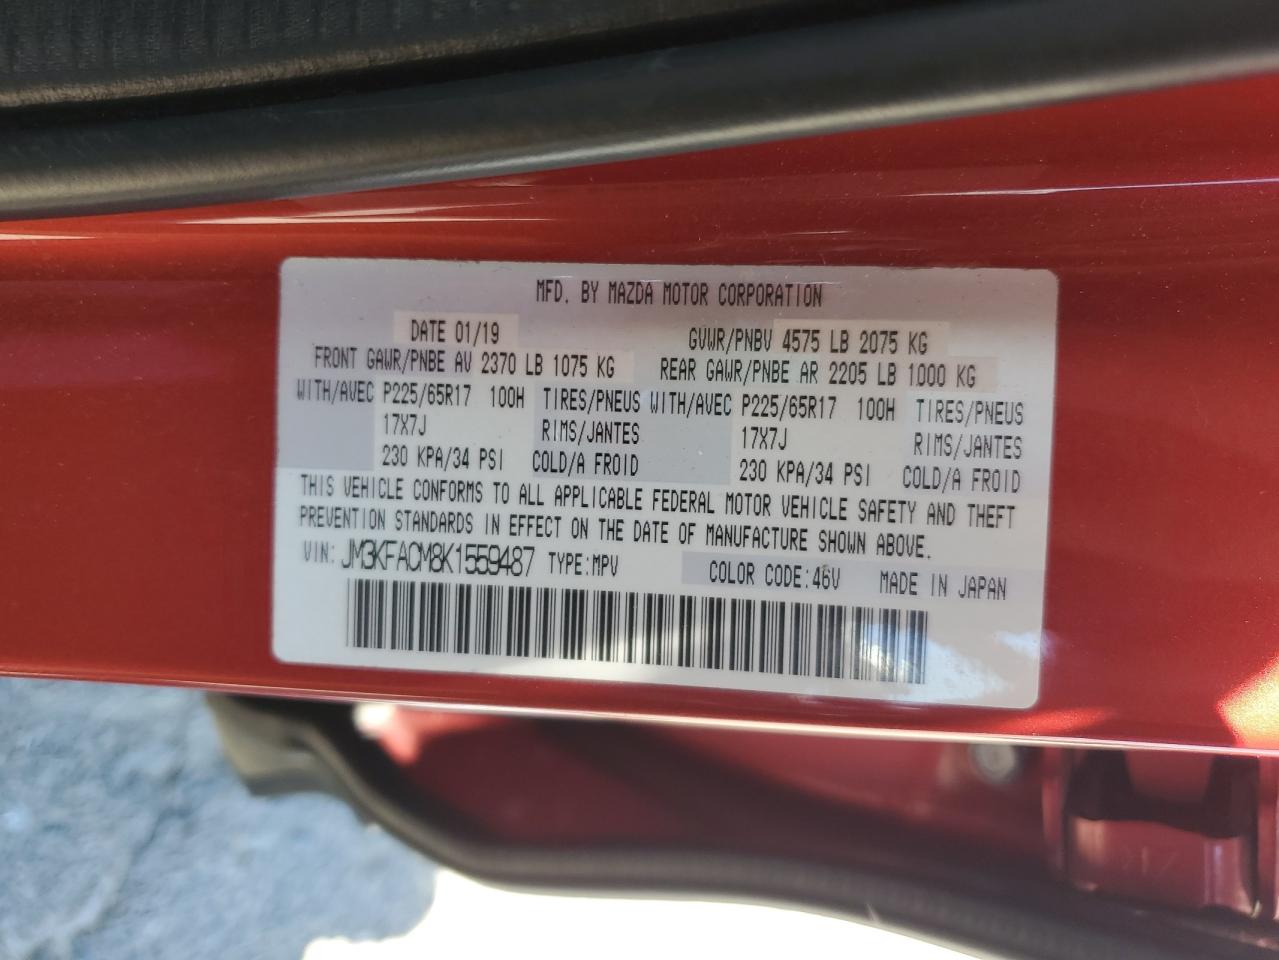 MFD. BY MAZDA MOTOR CORPORATION
DATE 01/19 GVWR/PNBV 4575 LB 2075 KG
FRONT GAWR/PNBE AV 2370 LB 1075 KG REAR GAWR/PNBE AR 2205 LB 1000 KG
WITH/AVEC P225/65R17 100H TIRES/PNEUS WITH/AVEC P225/65R17 100H TIRES/PNEUS
17X7J RIMS/JANTES 17X7J RIMS/JANTES
230 KPA/34 PSI COLD/A FROID 230 KPA/34 PSI COLD/A FROID
THIS VEHICLE CONFORMS TO ALL APPLICABLE FEDERAL MOTOR VEHICLE SAFETY AND THEFT
PREVENTION STANDARDS IN EFFECT ON THE DATE OF MANUFACTURE SHOWN ABOVE.
VIN: JM3KFACM8K1559487 TYPE:MPV COLOR CODE:46V MADE IN JAPAN